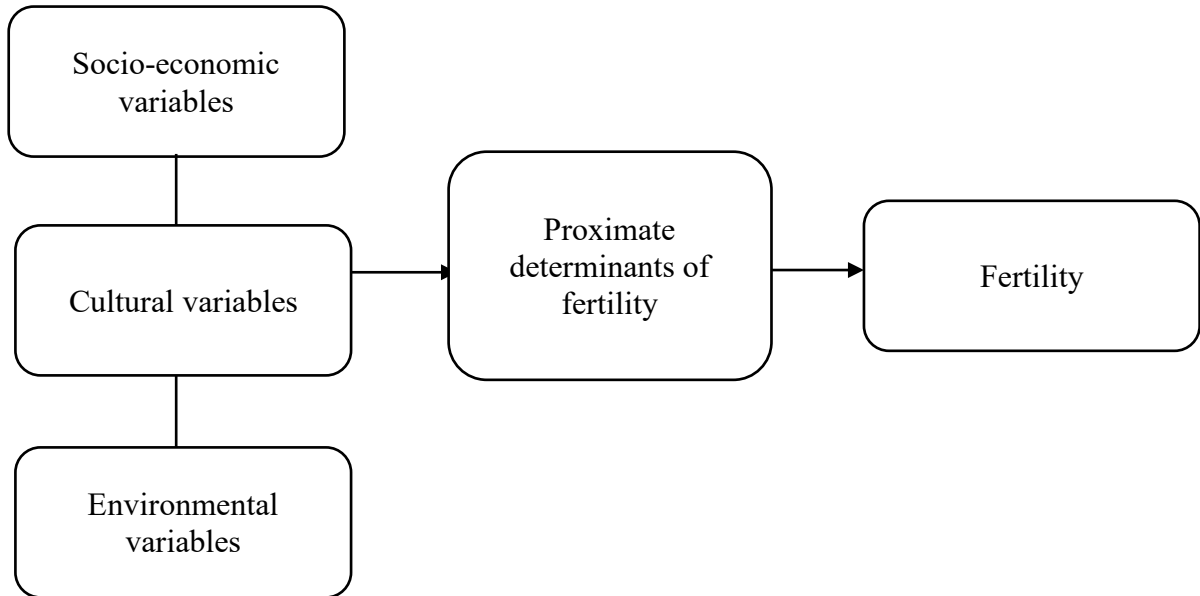 Socio-economic
variables
Cultural variables
Environmental
variables
Proximate
determinants of
fertility
Fertility